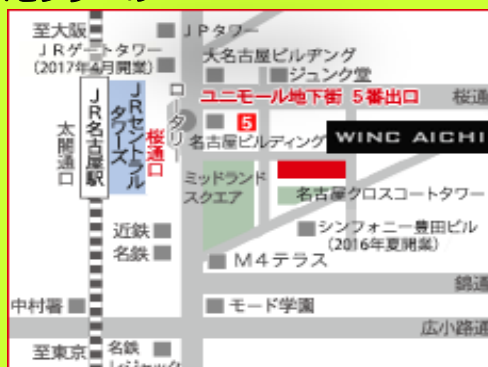 至大阪
JPタワー
JRゲートタワー
(2017年4月開業)
大名古屋ビルヂング
ジュンク堂
ユニモール地下街 5番出口
桜通
ロータリー
JRセントラル
タワーズ
桜通口
JR名古屋駅
太閤通口
5
名古屋ビルディング
WINC AICHI
ミッドランド
スクエア
名古屋クロスコートタワー
シンフォニー豊田ビル
(2016年夏開業)
近鉄
名鉄
M4テラス
錦通
中村署
モード学園
広小路通
至東京
名鉄